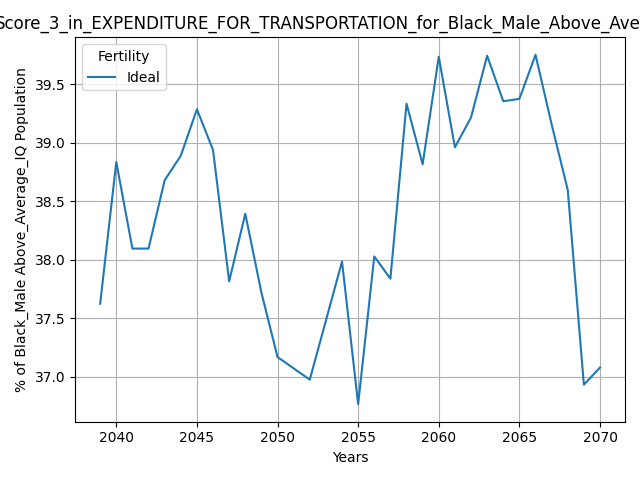 Score_3_in_EXPENDITURE_FOR_TRANSPORTATION_for_Black_Male_Above_Ave
Fertility
Ideal
% of Black_Male Above_Average_IQ Population
39.5
39.0
38.5
38.0
37.5
37.0
2040 2045 2050 2055 2060 2065 2070
Years